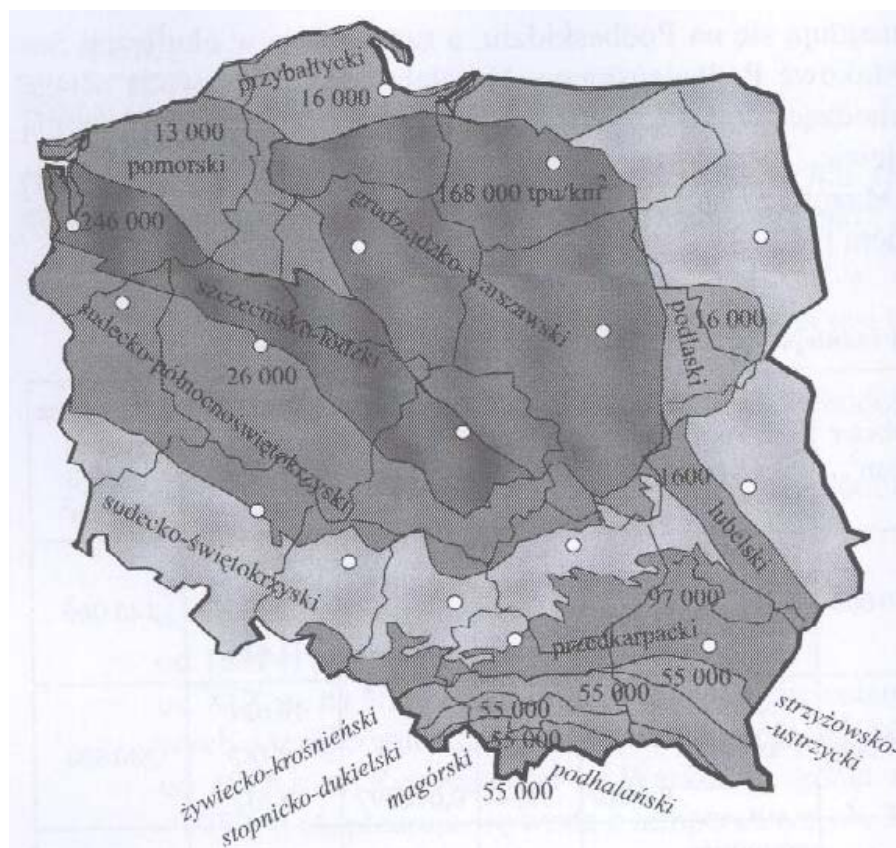 przybałtycki
16 000
13 000
pomorski
168 000 tpu/km²
246 000
grudziądzko-warszawski
szczecińsko-łódzki
podlaski
16 000
sudecko-północnoświętokrzyski
26 000
1600
lubelski
sudecko-świętokrzyski
97 000
przedkarpacki
55 000
55 000
55 000
55 000
55 000
strzyżowsko-
-ustrzycki
żywiecko-krośnieński
stopnicko-dukielski
magórski
podhalański